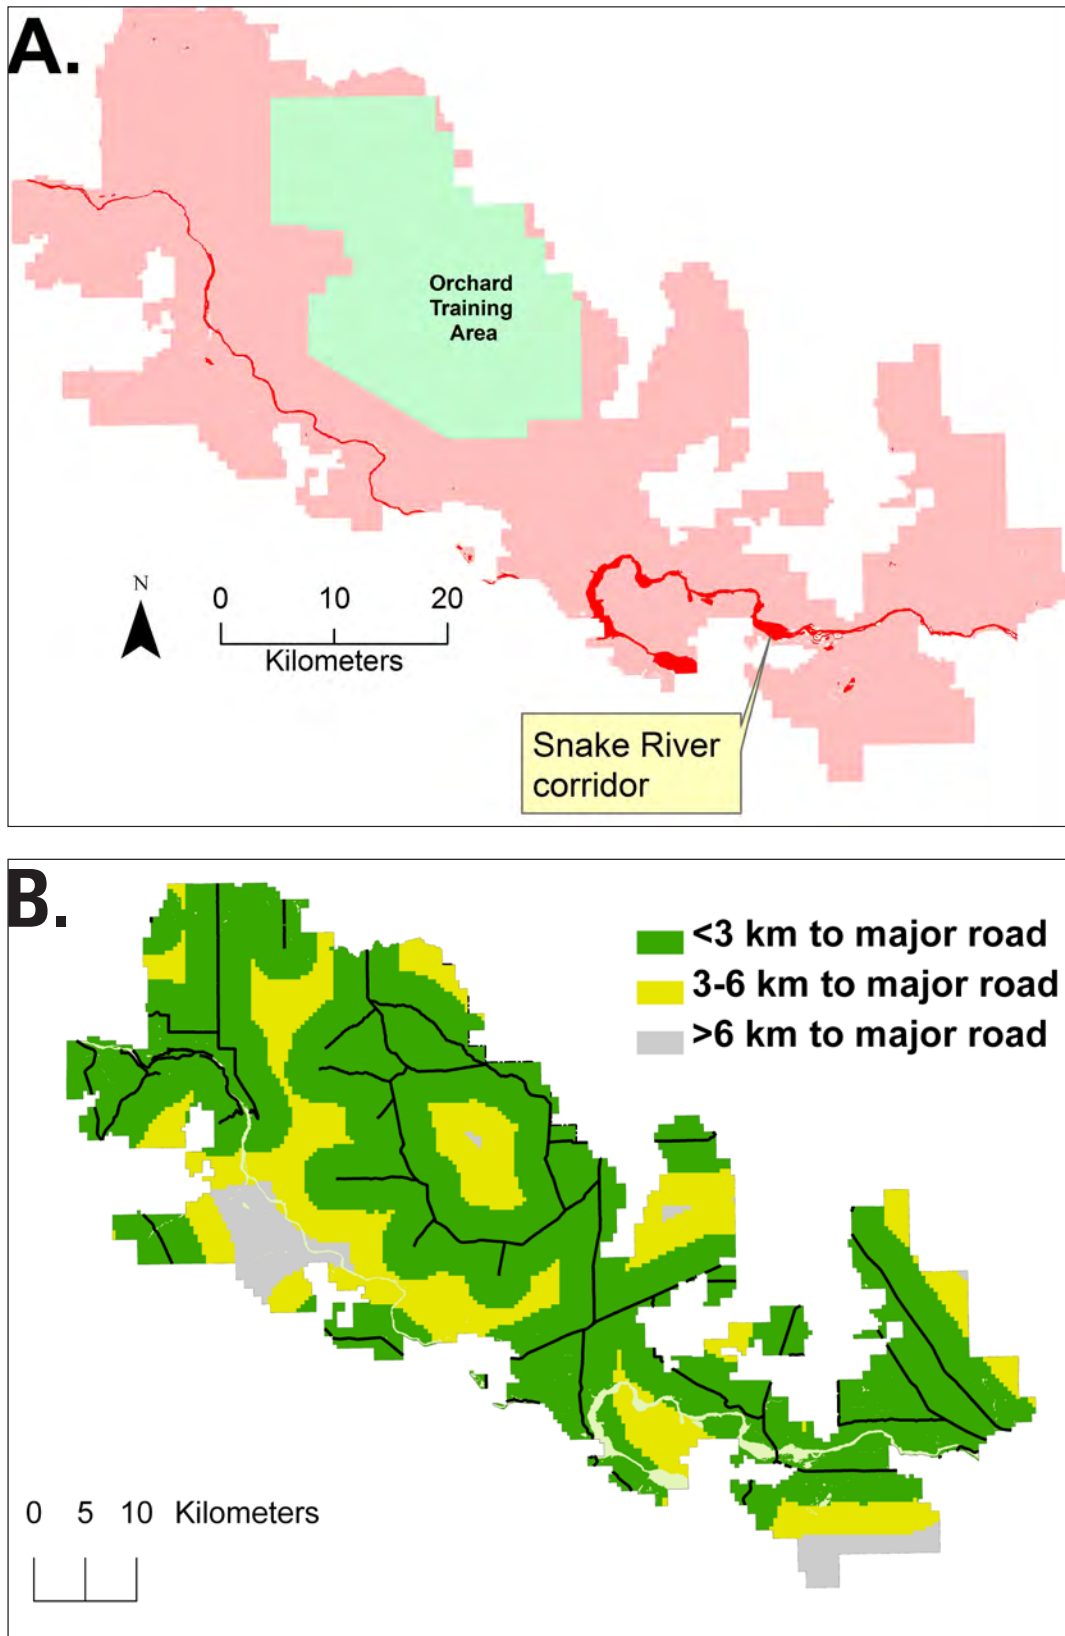 A.
Orchard
Training
Area
N
0 10 20
Kilometers
Snake River
corridor
B.
<3 km to major road
3-6 km to major road
>6 km to major road
0 5 10 Kilometers